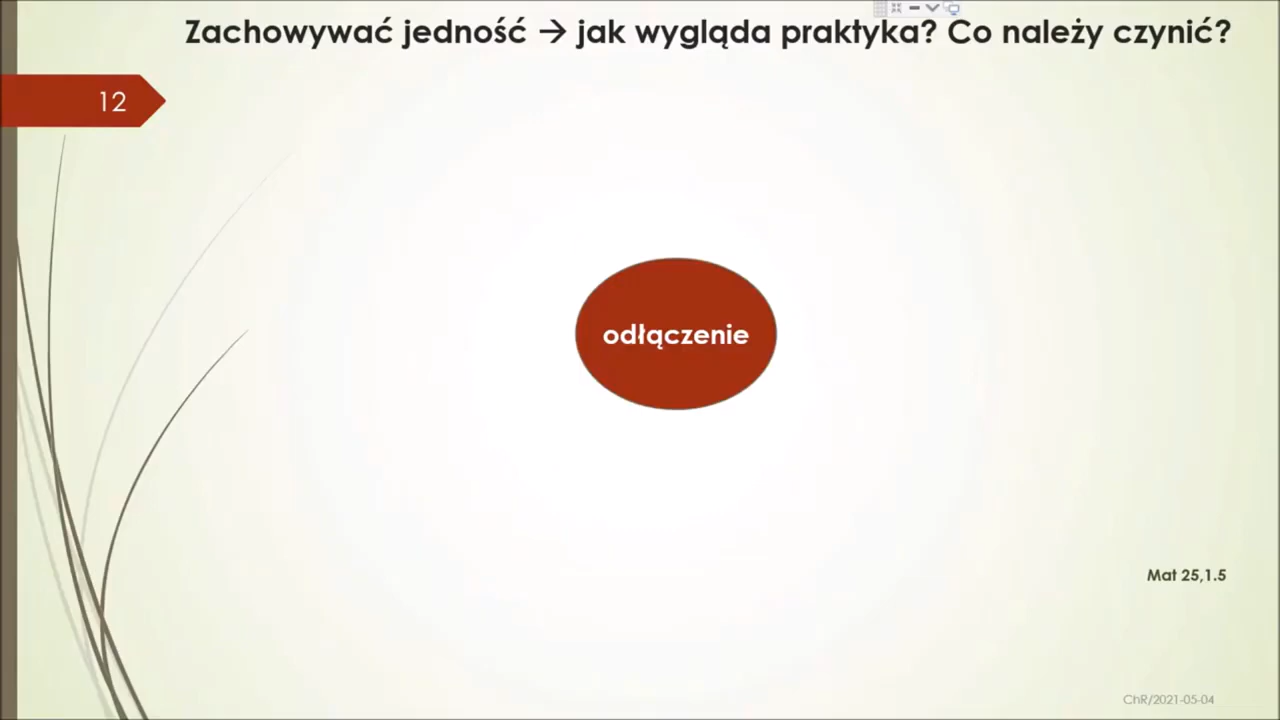 Zachowywać jedność → jak wygląda praktyka? Co należy czynić?
12
odłączenie
Mat 25,1.5
ChR/2021-05-04